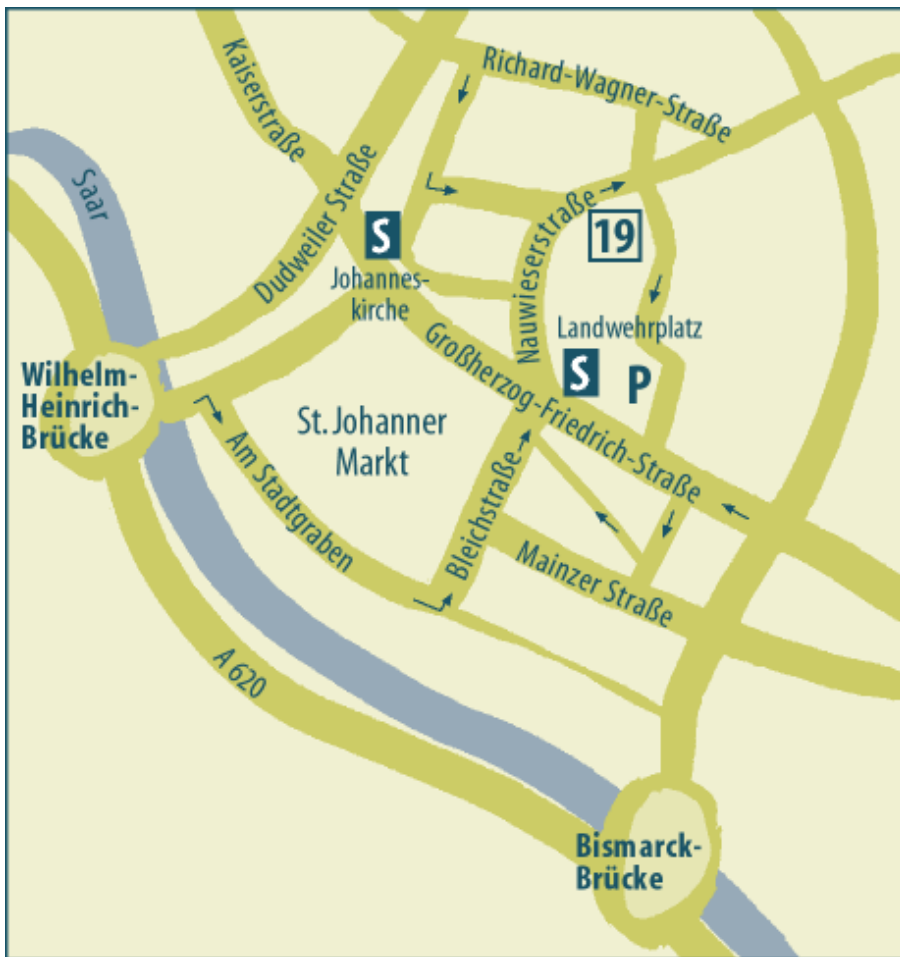 Kaiserstraße
Richard-Wagner-Straße
Saar
Dudweiler Straße
S
Johannes-
kirche
Nauwieserstraße
19
Landwehrplatz
S
P
Großherzog-Friedrich-Straße
Wilhelm-
Heinrich-
Brücke
St. Johanner
Markt
Am Stadtgraben
Bleichstraße
Mainzer Straße
A 620
Bismarck-
Brücke